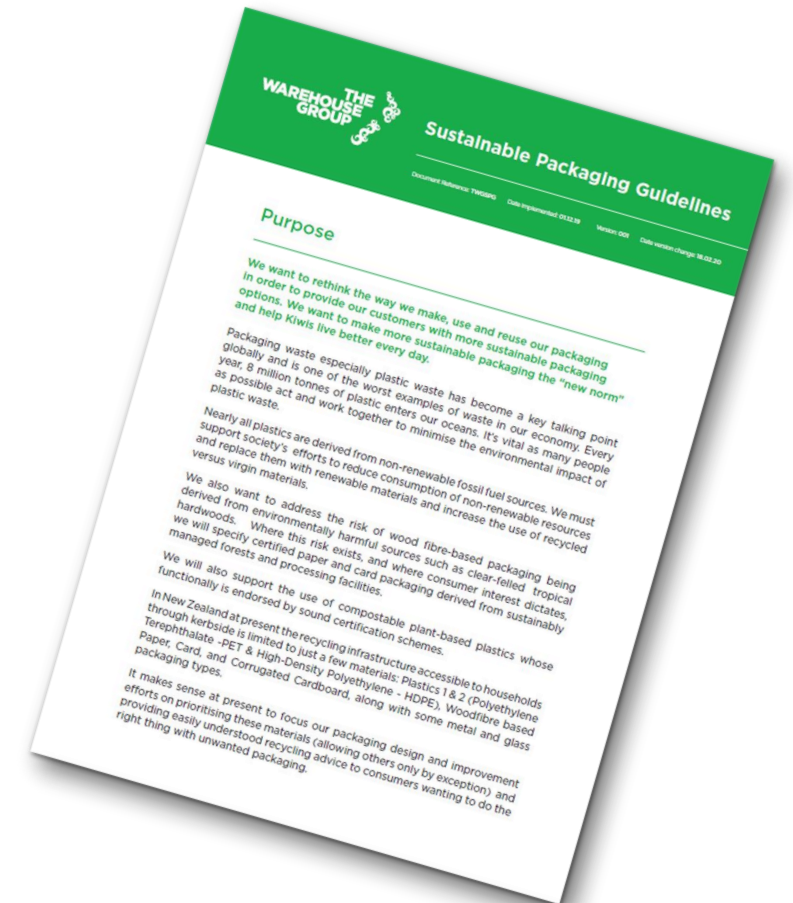 THE
WAREHOUSE
GROUP
Sustainable Packaging Guidelines
Document Reference: TWGSPG Date implemented: 01.12.19 Version: 001 Date version change: 18.02.20
Purpose
We want to rethink the way we make, use and reuse our packaging
in order to provide our customers with more sustainable packaging
options. We want to make more sustainable packaging the "new norm"
and help Kiwis live better every day.
Packaging waste especially plastic waste has become a key talking point
globally and is one of the worst examples of waste in our economy. Every
year, 8 million tonnes of plastic enters our oceans. It's vital as many people
as possible act and work together to minimise the environmental impact of
plastic waste.
Nearly all plastics are derived from non-renewable fossil fuel sources. We must
support society's efforts to reduce consumption of non-renewable resources
and replace them with renewable materials and increase the use of recycled
versus virgin materials.
We also want to address the risk of wood fibre-based packaging being
derived from environmentally harmful sources such as clear-felled tropical
hardwoods. Where this risk exists, and where consumer interest dictates,
we will specify certified paper and card packaging derived from sustainably
managed forests and processing facilities.
We will also support the use of compostable plant-based plastics whose
functionally is endorsed by sound certification schemes.
In New Zealand at present the recycling infrastructure accessible to households
through kerbside is limited to just a few materials: Plastics 1 & 2 (Polyethylene
Terephthalate -PET & High-Density Polyethylene - HDPE), Woodfibre based
Paper, Card, and Corrugated Cardboard, along with some metal and glass
packaging types.
It makes sense at present to focus our packaging design and improvement
efforts on prioritising these materials (allowing others only by exception) and
providing easily understood recycling advice to consumers wanting to do the
right thing with unwanted packaging.